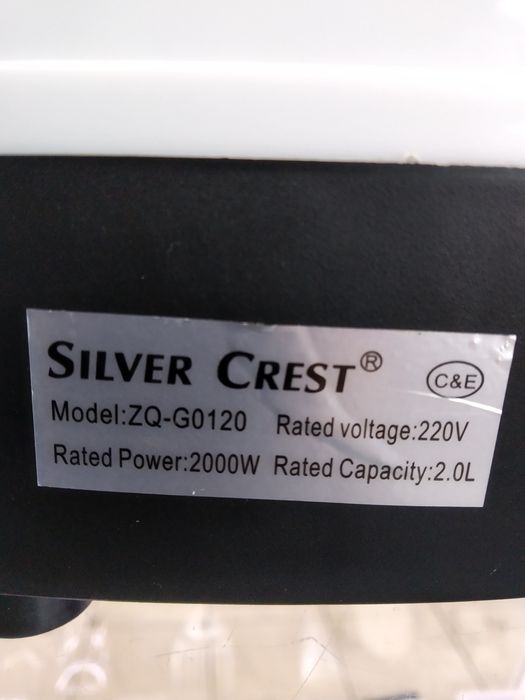 SILVER CREST® C&E
Model:ZQ-G0120 Rated voltage:220V
Rated Power:2000W Rated Capacity:2.0L